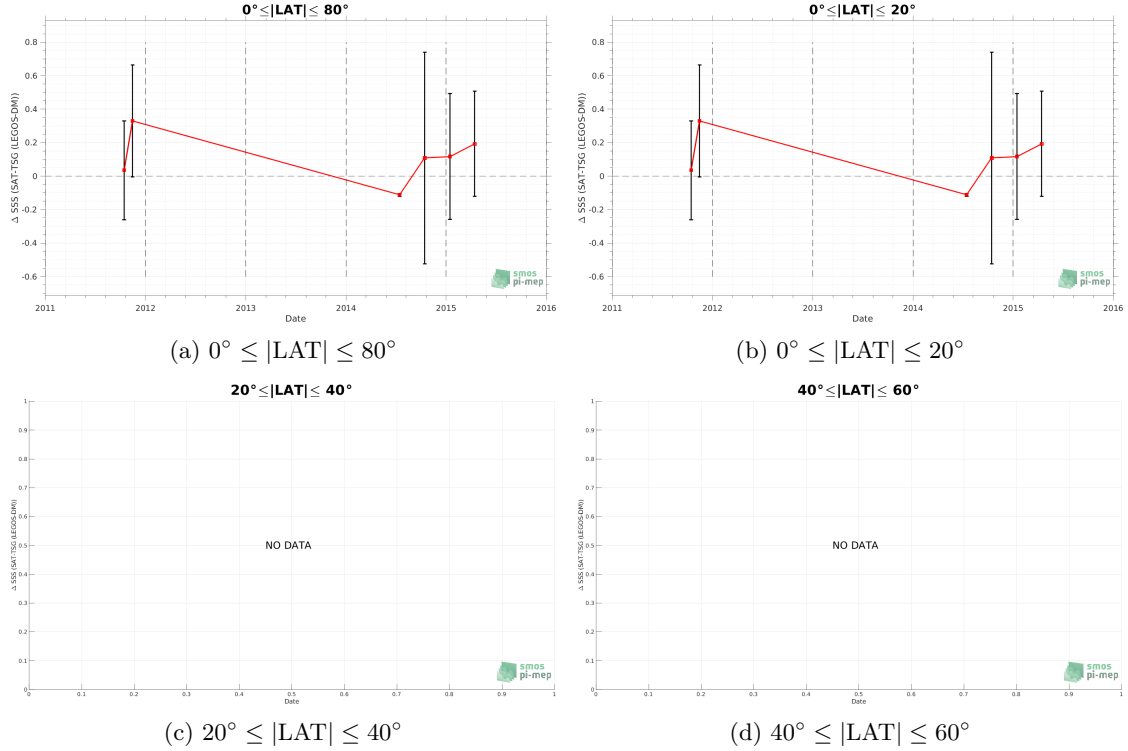 0°≤|LAT|≤ 80°
Δ SSS (SAT-TSG (LEGOS-DM))
0.8
0.6
0.4
0.2
0
-0.2
-0.4
-0.6
2011 2012 2013 2014 2015 2016
Date
smos
pi-mep
(a) 0° ≤ |LAT| ≤ 80°
0°≤|LAT|≤ 20°
Δ SSS (SAT-TSG (LEGOS-DM))
0.8
0.6
0.4
0.2
0
-0.2
-0.4
-0.6
2011 2012 2013 2014 2015 2016
Date
smos
pi-mep
(b) 0° ≤ |LAT| ≤ 20°
20°≤|LAT|≤ 40°
Δ SSS (SAT-TSG (LEGOS-DM))
1
0.9
0.8
0.7
0.6
0.5
0.4
0.3
0.2
0.1
0
NO DATA
0 0.1 0.2 0.3 0.4 0.5 0.6 0.7 0.8 0.9 1
Date
smos
pi-mep
(c) 20° ≤ |LAT| ≤ 40°
40°≤|LAT|≤ 60°
Δ SSS (SAT-TSG (LEGOS-DM))
1
0.9
0.8
0.7
0.6
0.5
0.4
0.3
0.2
0.1
0
NO DATA
0 0.1 0.2 0.3 0.4 0.5 0.6 0.7 0.8 0.9 1
Date
smos
pi-mep
(d) 40° ≤ |LAT| ≤ 60°